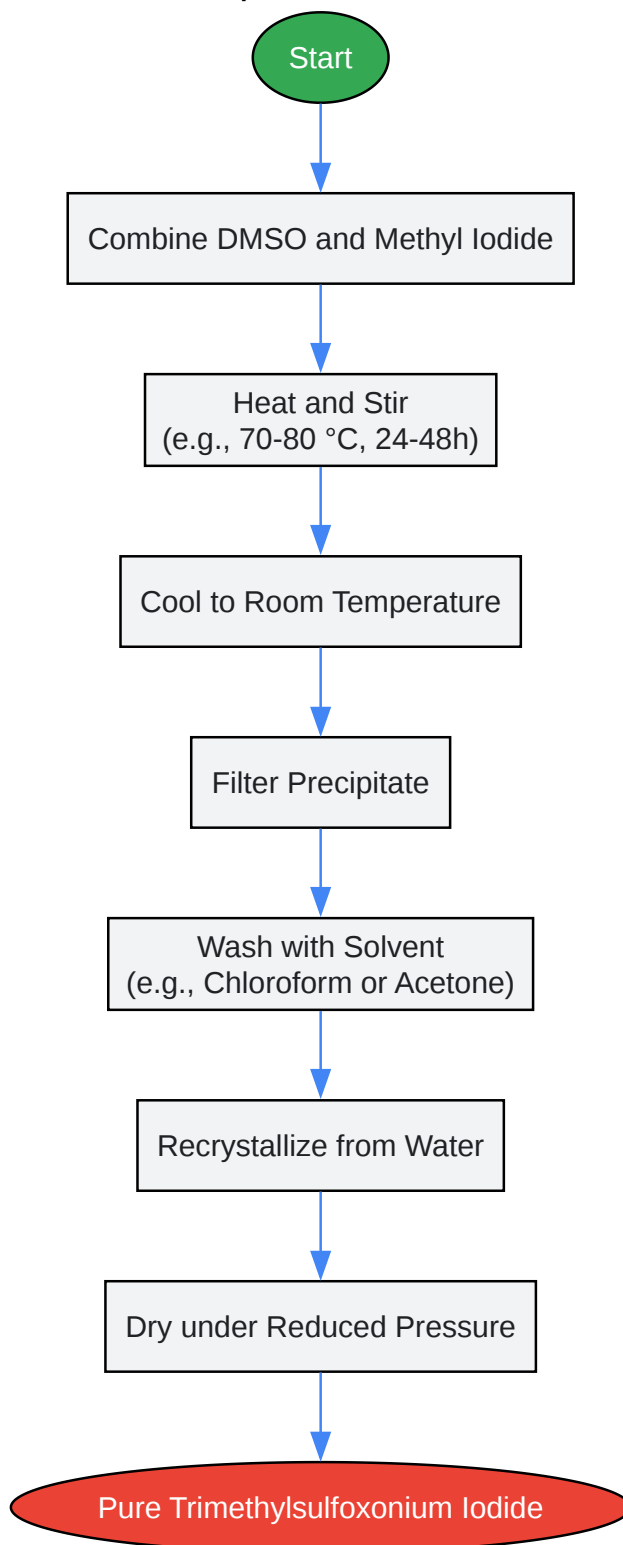 Start
Combine DMSO and Methyl Iodide
Heat and Stir
(e.g., 70-80 °C, 24-48h)
Cool to Room Temperature
Filter Precipitate
Wash with Solvent
(e.g., Chloroform or Acetone)
Recrystallize from Water
Dry under Reduced Pressure
Pure Trimethylsulfoxonium Iodide